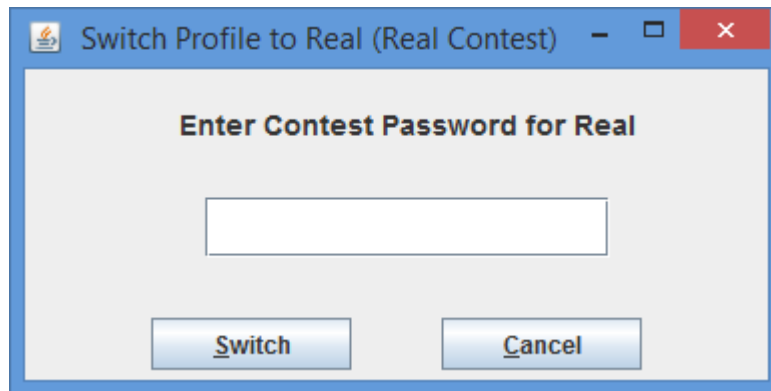 Switch Profile to Real (Real Contest)
Enter Contest Password for Real
Switch Cancel